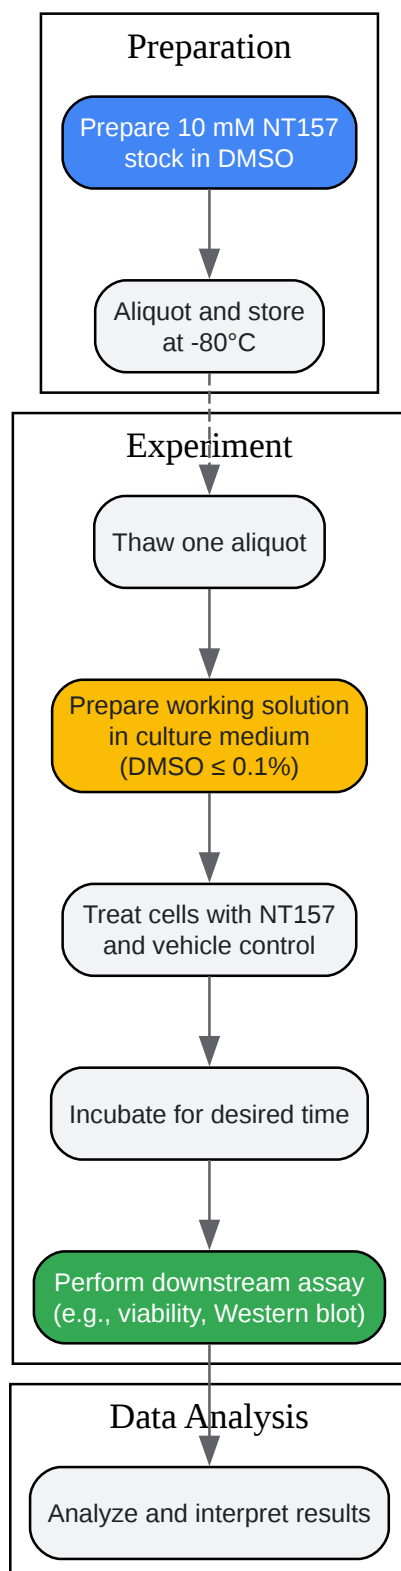 Preparation
Prepare 10 mM NT157
stock in DMSO
Aliquot and store
at -80°C
Experiment
Thaw one aliquot
Prepare working solution
in culture medium
(DMSO ≤ 0.1%)
Treat cells with NT157
and vehicle control
Incubate for desired time
Perform downstream assay
(e.g., viability, Western blot)
Data Analysis
Analyze and interpret results